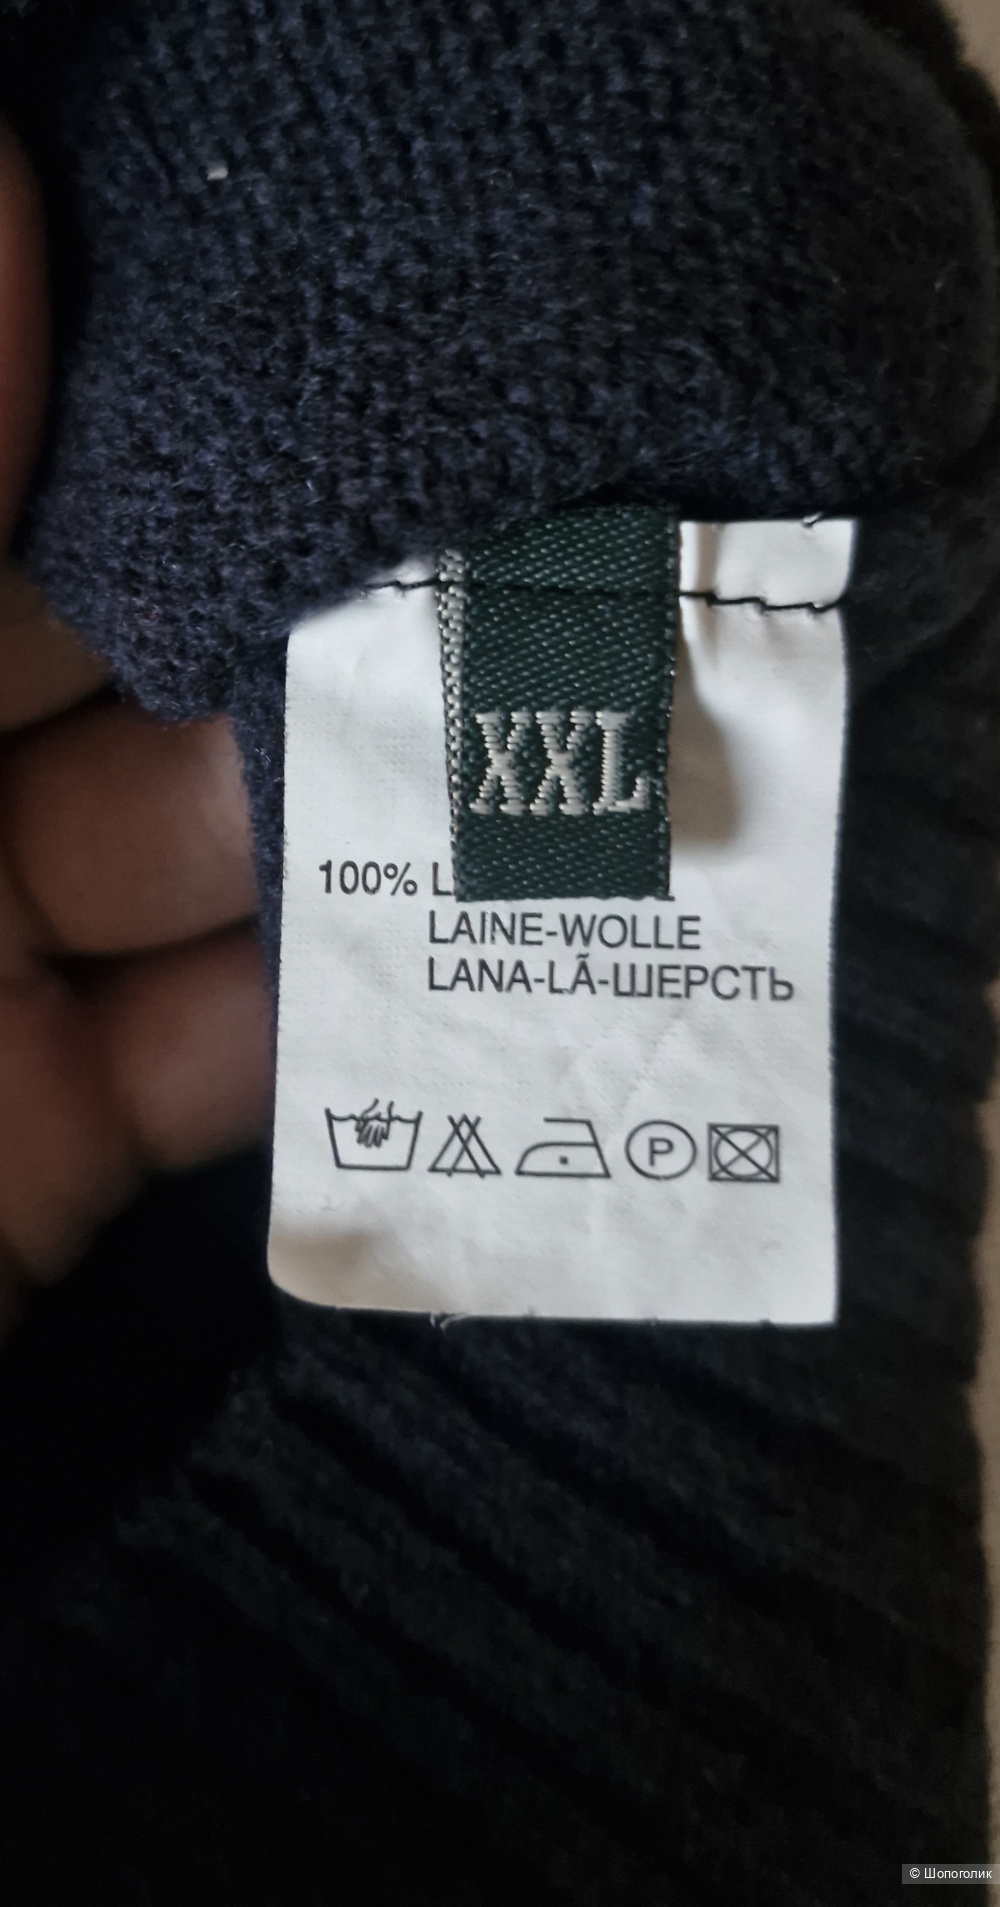 XXL
100%
LAINE-WOLLE
LANA-LÃ-ШЕРСТЬ
P
© Шопоголик